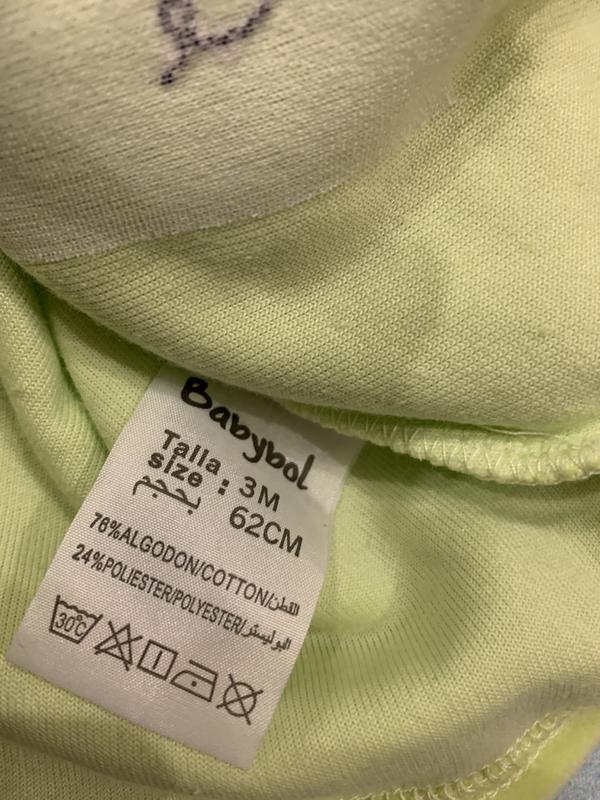 Babybol
Talla
size : 3M
بحجم 62CM
76%ALGODON/COTTON/القطن
24%POLIESTER/POLYESTER/البوليستر
30°C